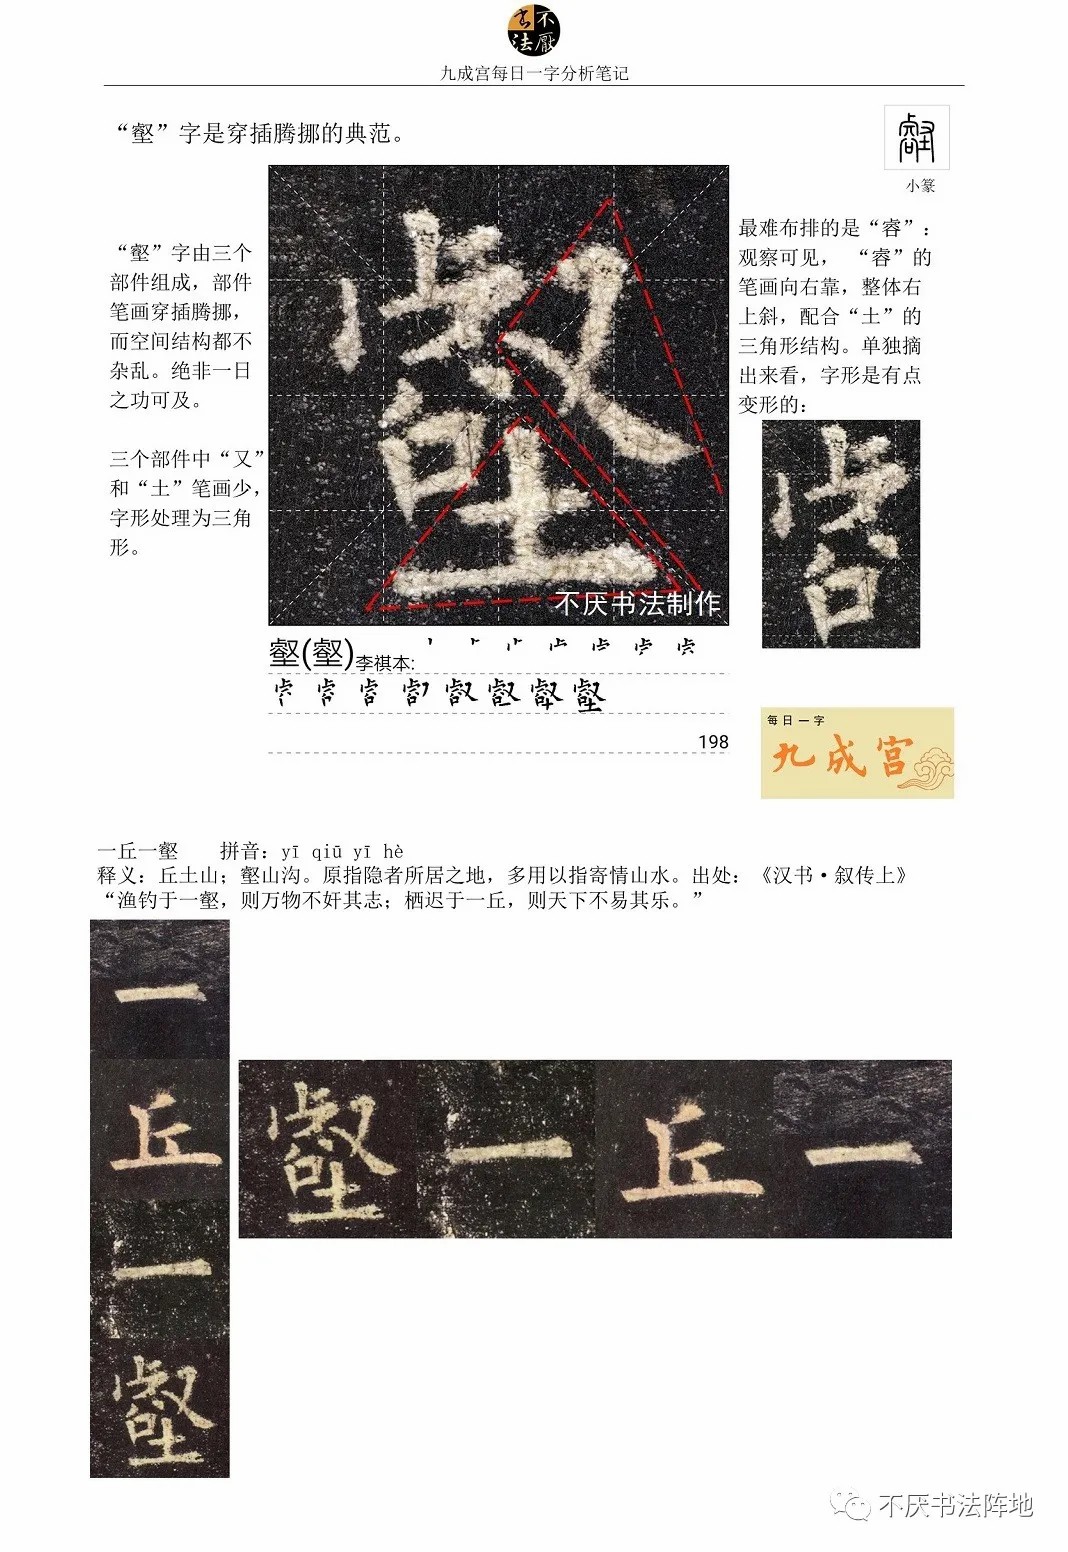 不厭
书法
九成宫每日一字分析笔记
“壑”字是穿插腾挪的典范。
小篆
“壑”字由三个
部件组成，部件
笔画穿插腾挪，
而空间结构都不
杂乱。绝非一日
之功可及。
三个部件中“又”
和“土”笔画少，
字形处理为三角
形。
壑
不厌书法制作
最难布排的是“睿”：
观察可见， “睿”的
笔画向右靠，整体右
上斜，配合“土”的
三角形结构。单独摘
出来看，字形是有点
变形的：
壑(壑)李祺本:
198
每日一字
九成宫
一丘一壑 拼音：yī qiū yī hè
释义：丘土山；壑山沟。原指隐者所居之地，多用以指寄情山水。出处：《汉书·叙传上》
“渔钓于一壑，则万物不奸其志；栖迟于一丘，则天下不易其乐。”
一
丘
一
壑
壑一丘一
不厌书法阵地